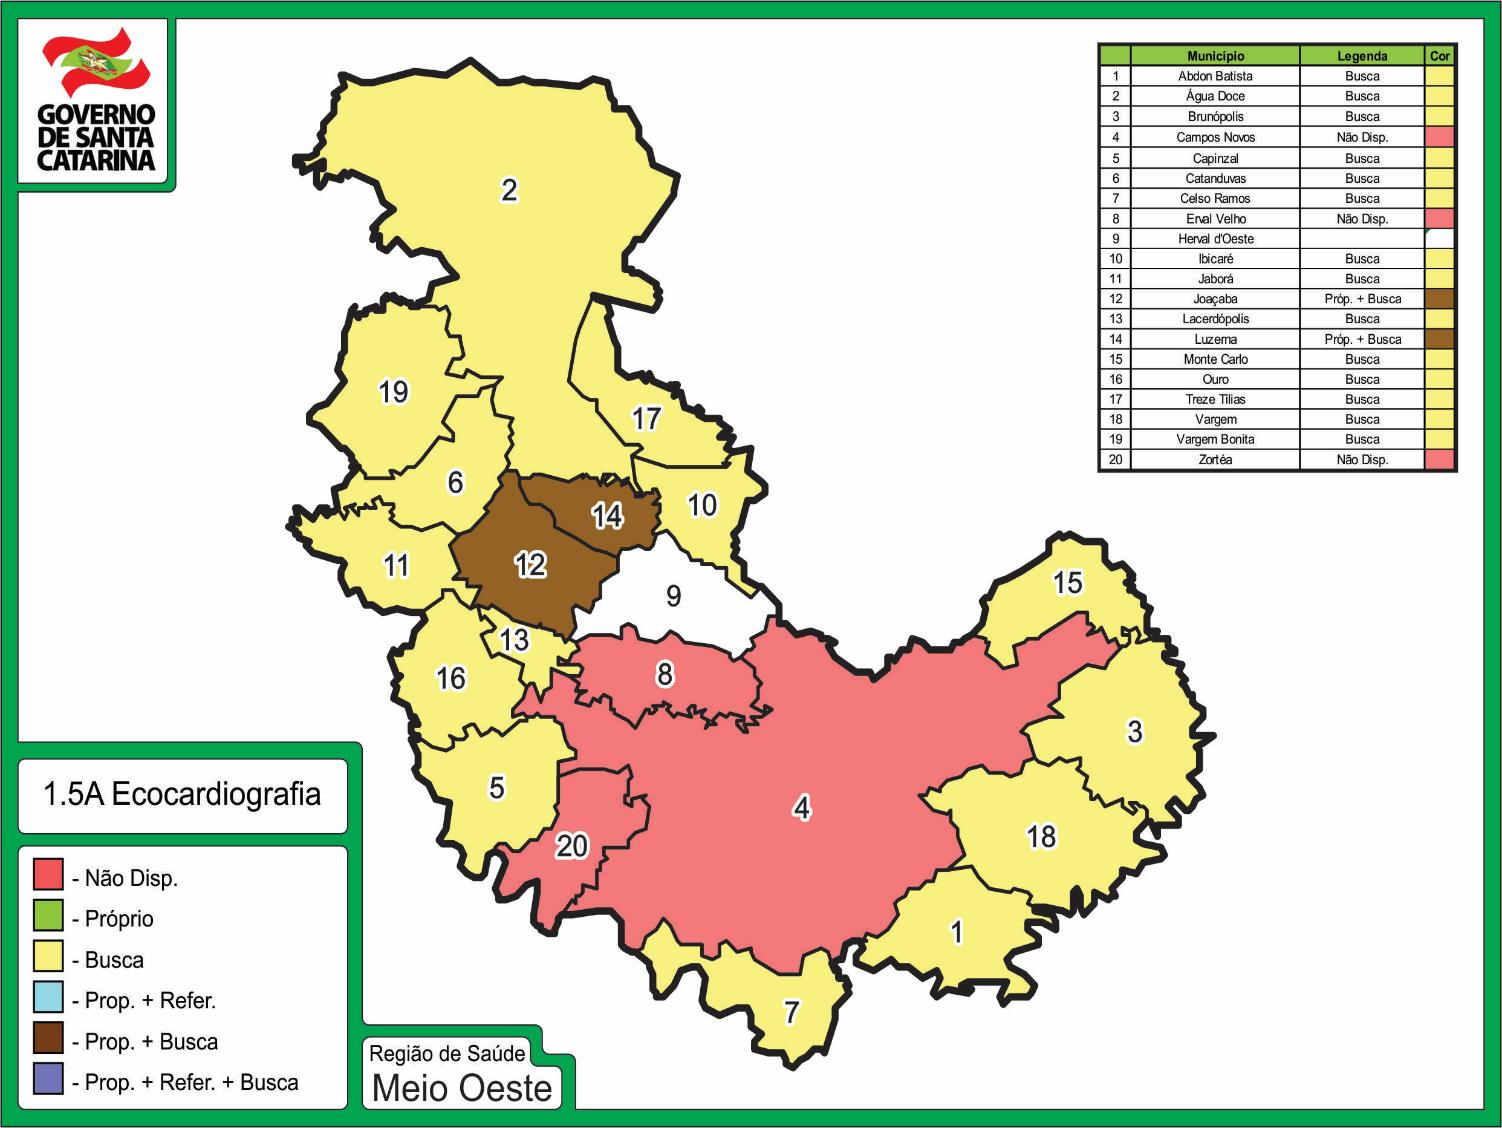 GOVERNO
DE SANTA
CATARINA
Município Legenda Cor
1 Abdon Batista Busca
2 Água Doce Busca
3 Brunópolis Busca
4 Campos Novos Não Disp.
5 Capinzal Busca
6 Catanduvas Busca
7 Celso Ramos Busca
8 Erval Velho Não Disp.
9 Herval d'Oeste
10 Ibicaré Busca
11 Jaborá Busca
12 Joaçaba Próp. + Busca
13 Lacerdópolis Busca
14 Luzerna Próp. + Busca
15 Monte Carlo Busca
16 Ouro Busca
17 Treze Tílias Busca
18 Vargem Busca
19 Vargem Bonita Busca
20 Zortéa Não Disp.
2
19
17
6
10
14
11
12
15
9
13
8
16
3
5
4
18
20
1
7
1.5A Ecocardiografia
- Não Disp.
- Próprio
- Busca
- Prop. + Refer.
- Prop. + Busca
- Prop. + Refer. + Busca
Região de Saúde
Meio Oeste